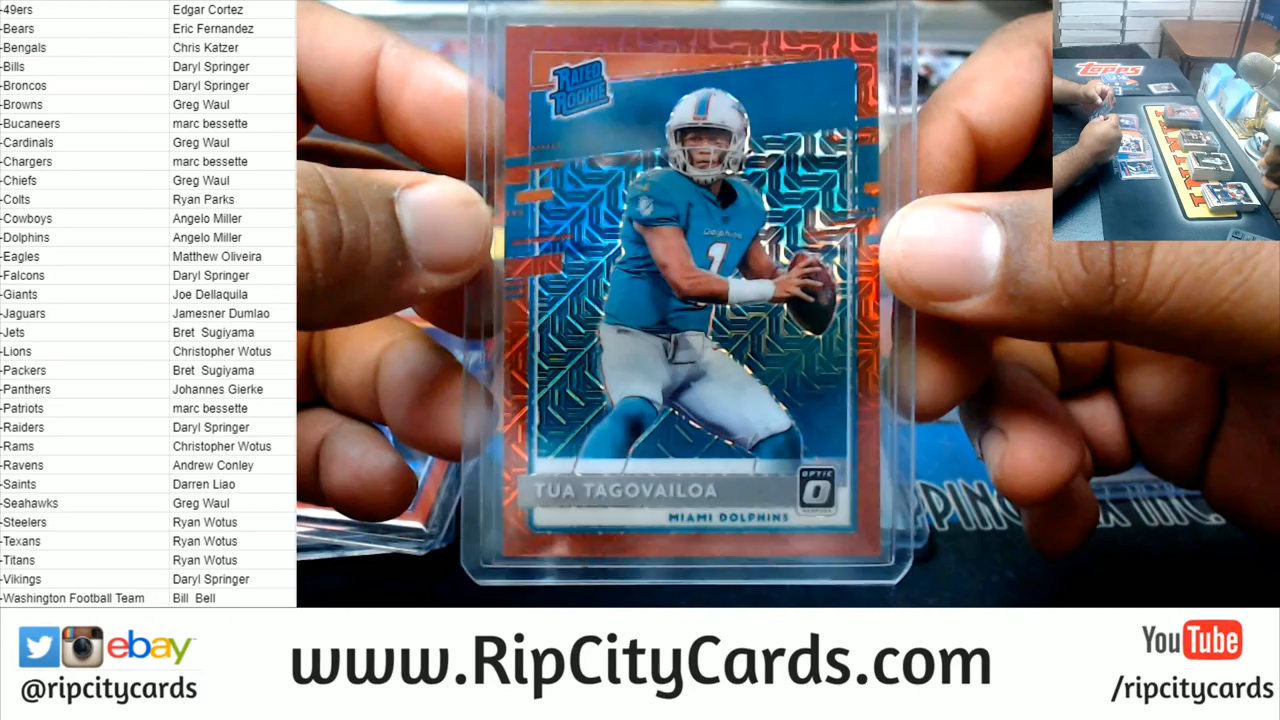 -49ers Edgar Cortez
-Bears Eric Fernandez
-Bengals Chris Katzer
-Bills Daryl Springer
-Broncos Daryl Springer
-Browns Greg Waul
-Bucaneers marc bessette
-Cardinals Greg Waul
-Chargers marc bessette
-Chiefs Greg Waul
-Colts Ryan Parks
-Cowboys Angelo Miller
-Dolphins Angelo Miller
-Eagles Matthew Oliveira
-Falcons Daryl Springer
-Giants Joe Dellaquila
-Jaguars Jamesner Dumlao
-Jets Bret Sugiyama
-Lions Christopher Wotus
-Packers Bret Sugiyama
-Panthers Johannes Gierke
-Patriots marc bessette
-Raiders Daryl Springer
-Rams Christopher Wotus
-Ravens Andrew Conley
-Saints Darren Liao
-Seahawks Greg Waul
-Steelers Ryan Wotus
-Texans Ryan Wotus
-Titans Ryan Wotus
-Vikings Daryl Springer
-Washington Football Team Bill Bell
RATED
ROOKIE
Dolphins
1
OPTIC
TUA TAGOVAILOA
MIAMI DOLPHINS
INC.
Topps
ebay
@ripcitycards
www.RipCityCards.com
YouTube
/ripcitycards